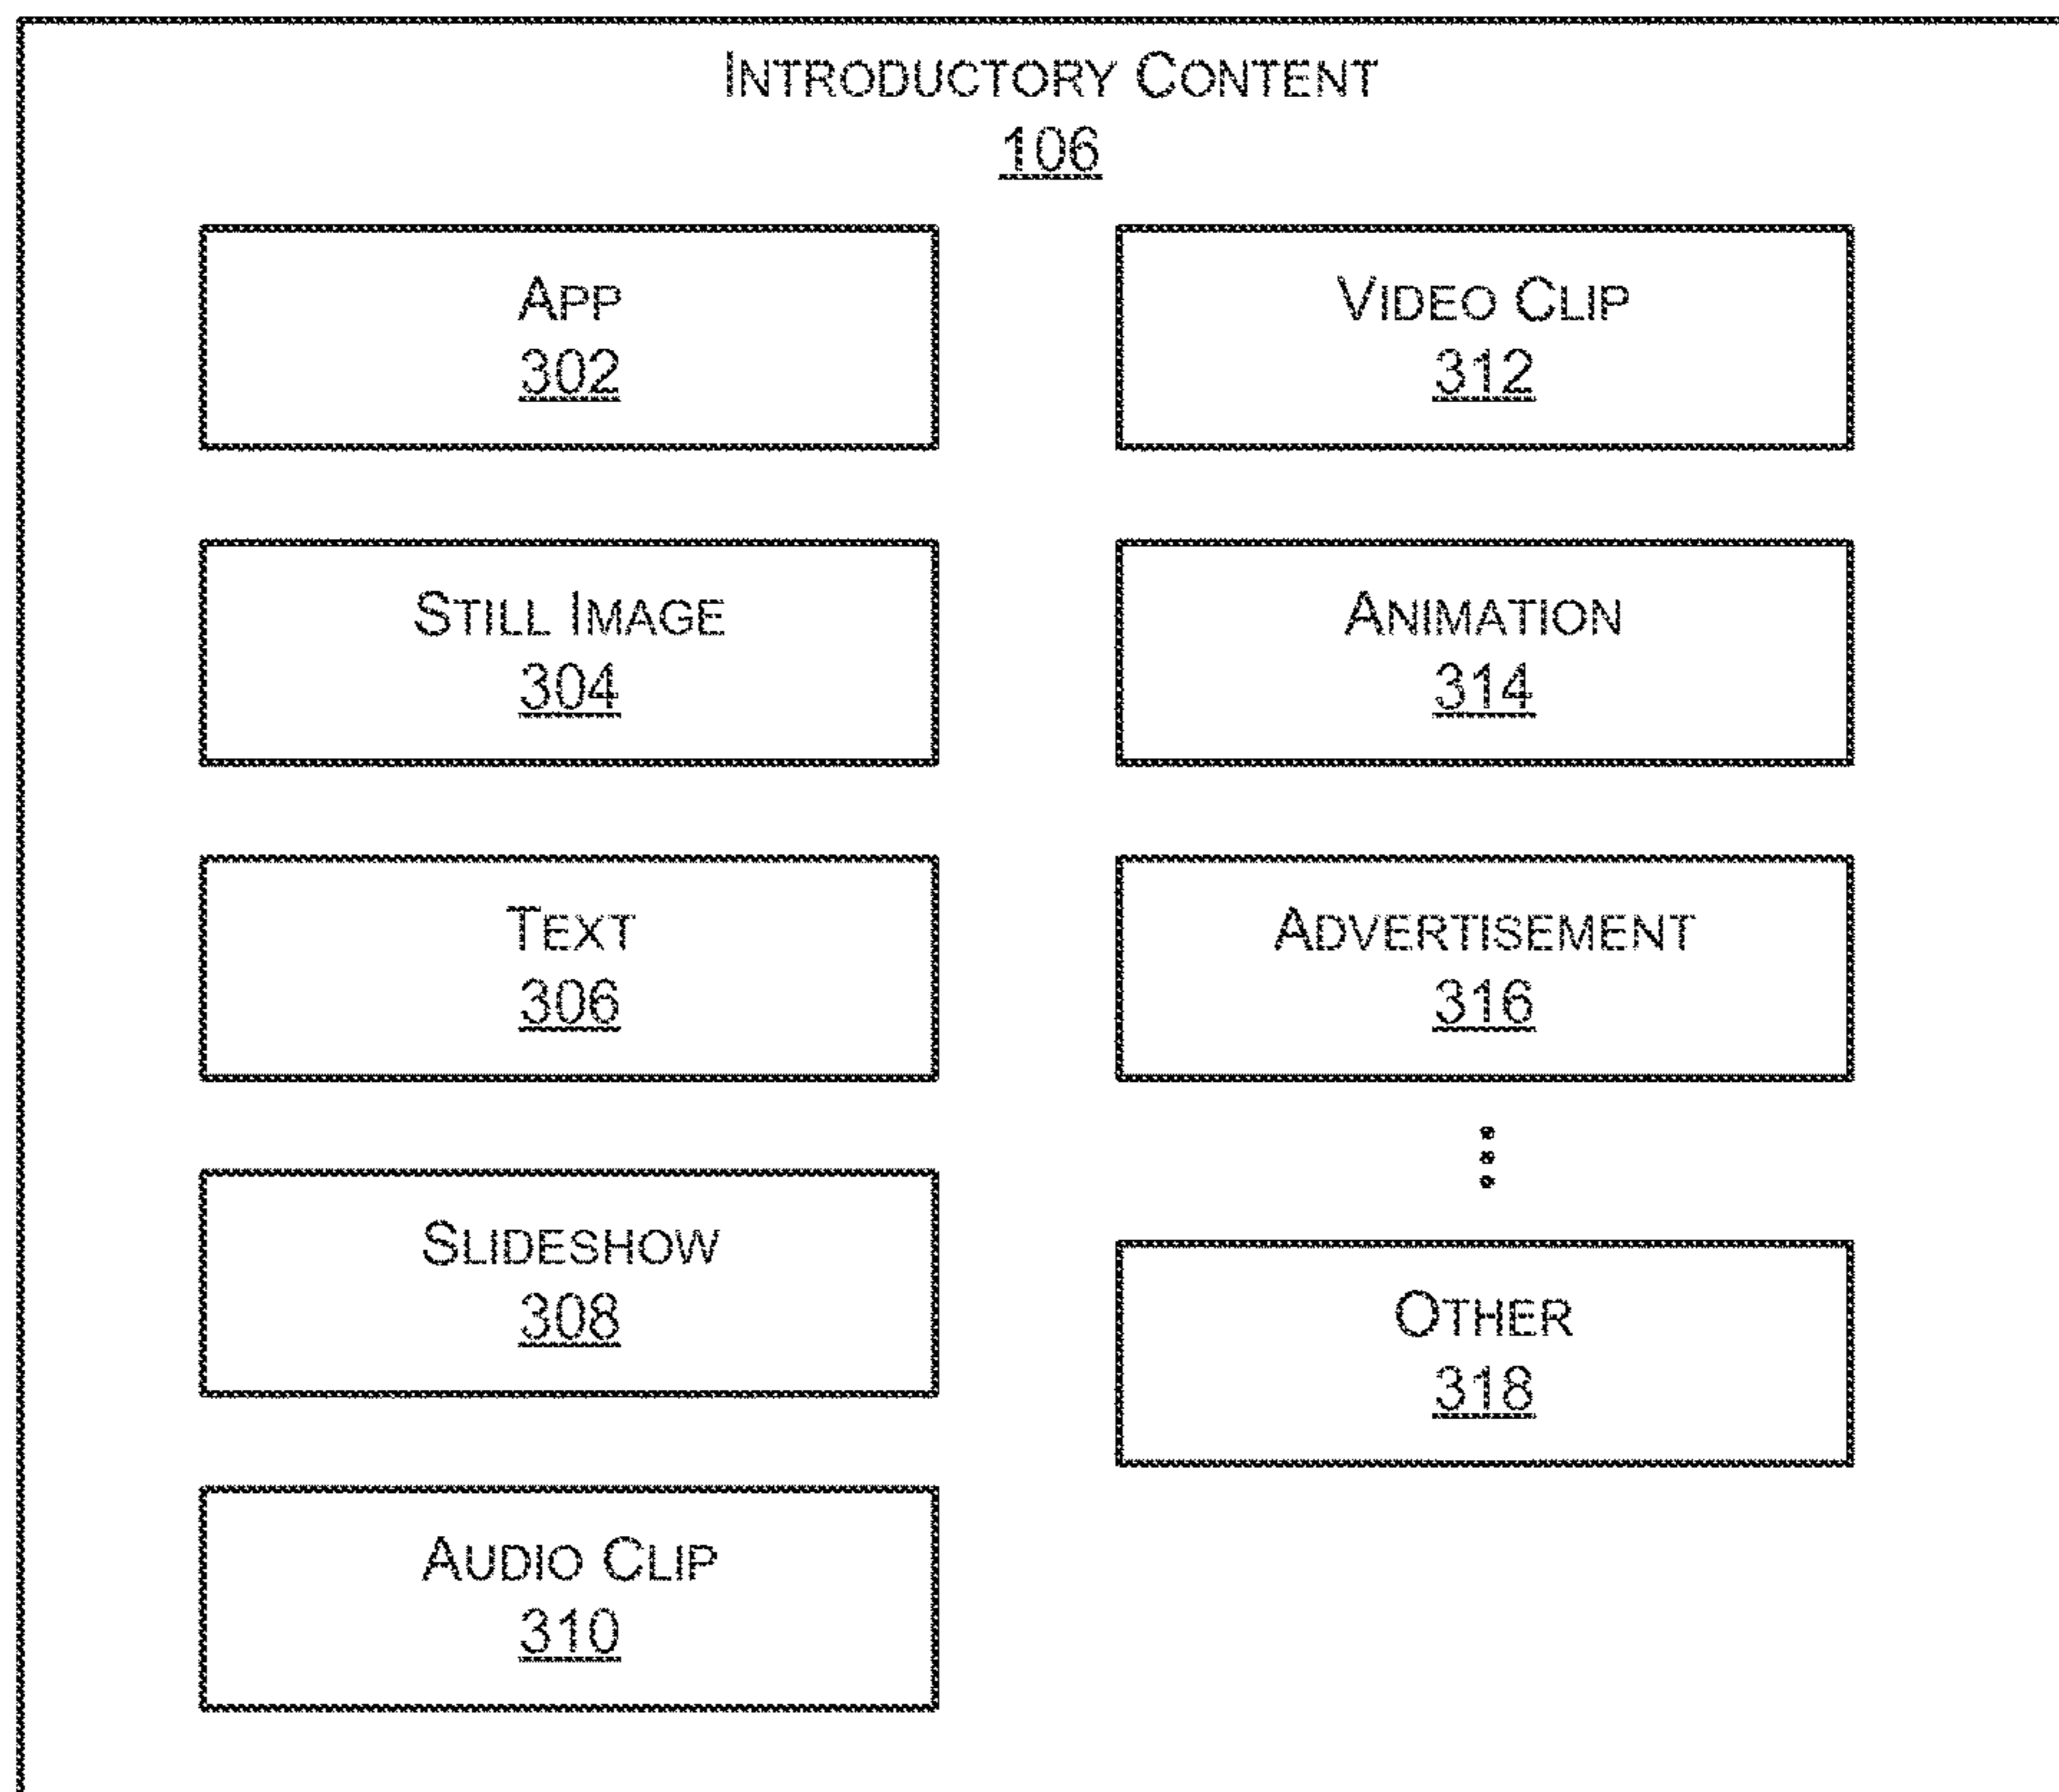 INTRODUCTORY CONTENT
106
APP
302
STILL IMAGE
304
TEXT
306
SLIDESHOW
308
AUDIO CLIP
310
VIDEO CLIP
312
ANIMATION
314
ADVERTISEMENT
316
OTHER
318